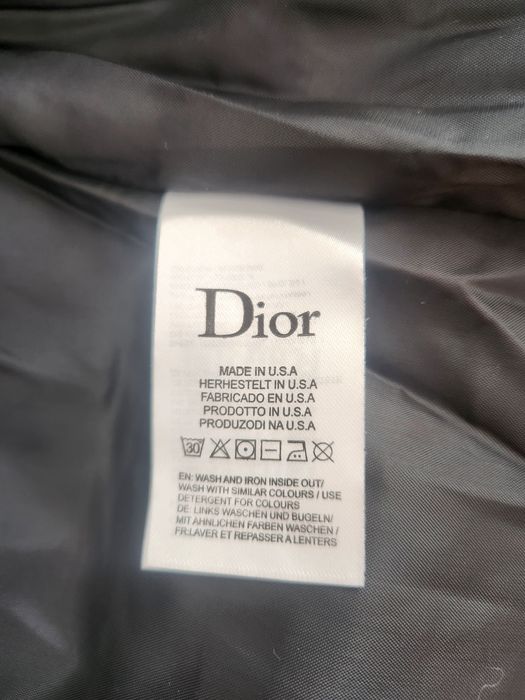 Dior
MADE IN U.S.A
HERHESTELT IN U.S.A
FABRICADO EN U.S.A
PRODOTTO IN U.S.A
PRODUZODI NA U.S.A
30
EN: WASH AND IRON INSIDE OUT/
WASH WITH SIMILAR COLOURS / USE
DETERGENT FOR COLOURS
DE: LINKS WASCHEN UND BUGELN/
MIT AHNLICHEN FARBEN WASCHEN /
FR:LAVER ET REPASSER A LENTERS